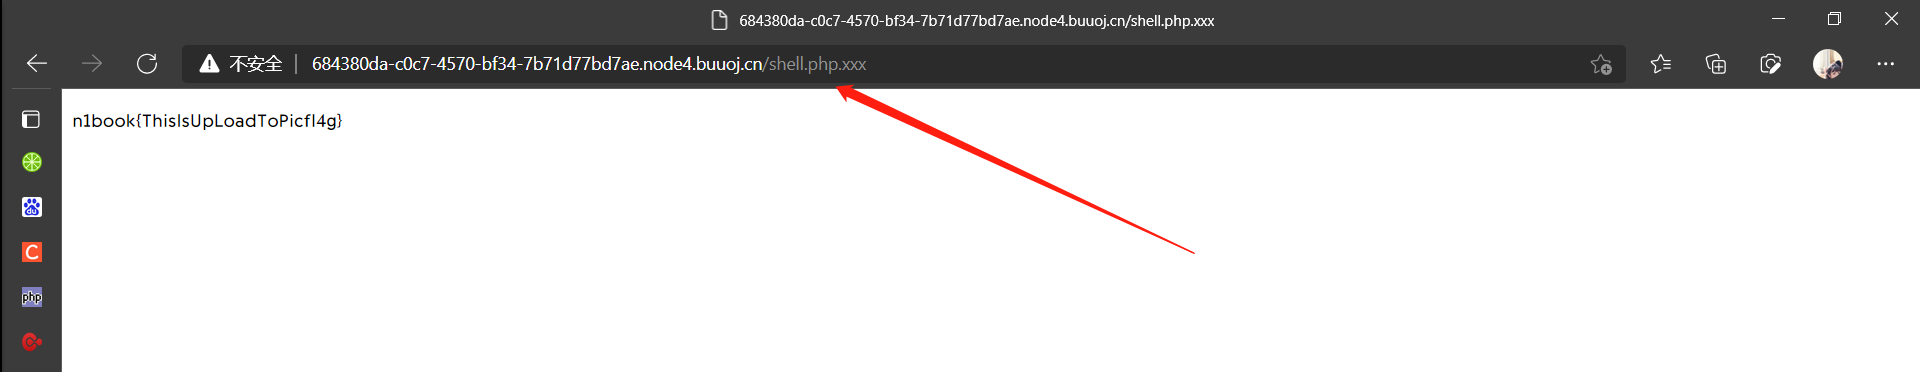 684380da-c0c7-4570-bf34-7b71d77bd7ae.node4.buuoj.cn/shell.php.xxx
不安全 | 684380da-c0c7-4570-bf34-7b71d77bd7ae.node4.buuoj.cn/shell.php.xxx
n1book{ThisIsUpLoadToPicfl4g}
du
C
php